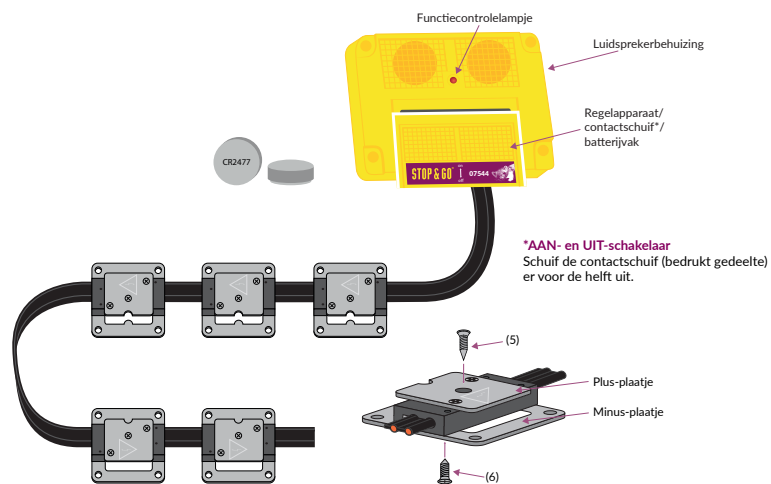 Functiecontrolelampje
Luidsprekerbehuizing
Regelapparaat/
contactschuif*/
batterijvak
CR2477
STOP & GO
07544
*AAN- en UIT-schakelaar
Schuif de contactschuif (bedrukt gedeelte)
er voor de helft uit.
(5)
Plus-plaatje
Minus-plaatje
(6)